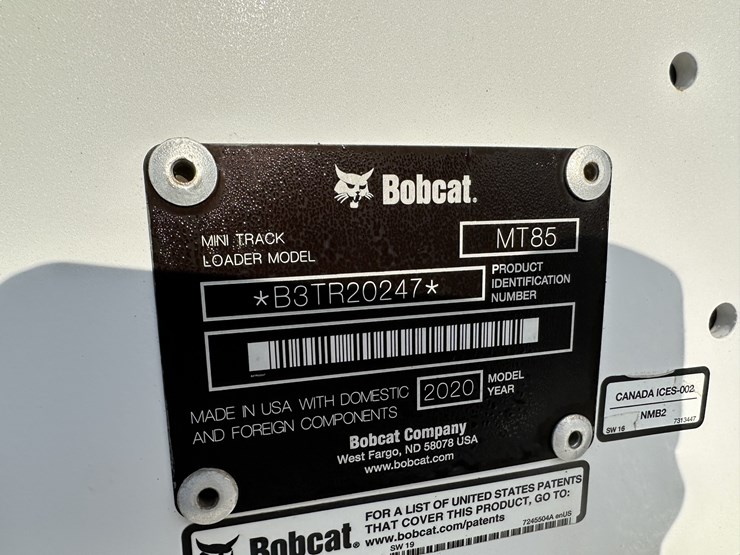 Bobcat.
MINI TRACK
LOADER MODEL
MT85
*B3TR20247*
PRODUCT
IDENTIFICATION
NUMBER
MADE IN USA WITH DOMESTIC
AND FOREIGN COMPONENTS
2020
MODEL
YEAR
Bobcat Company
West Fargo, ND 58078 USA
www.bobcat.com
CANADA ICES-002
NMB2
SW 16
7313447
Bobcat®
FOR A LIST OF UNITED STATES PATENTS
THAT COVER THIS PRODUCT, GO TO:
www.bobcat.com/patents
7245504A enUS
SW 19